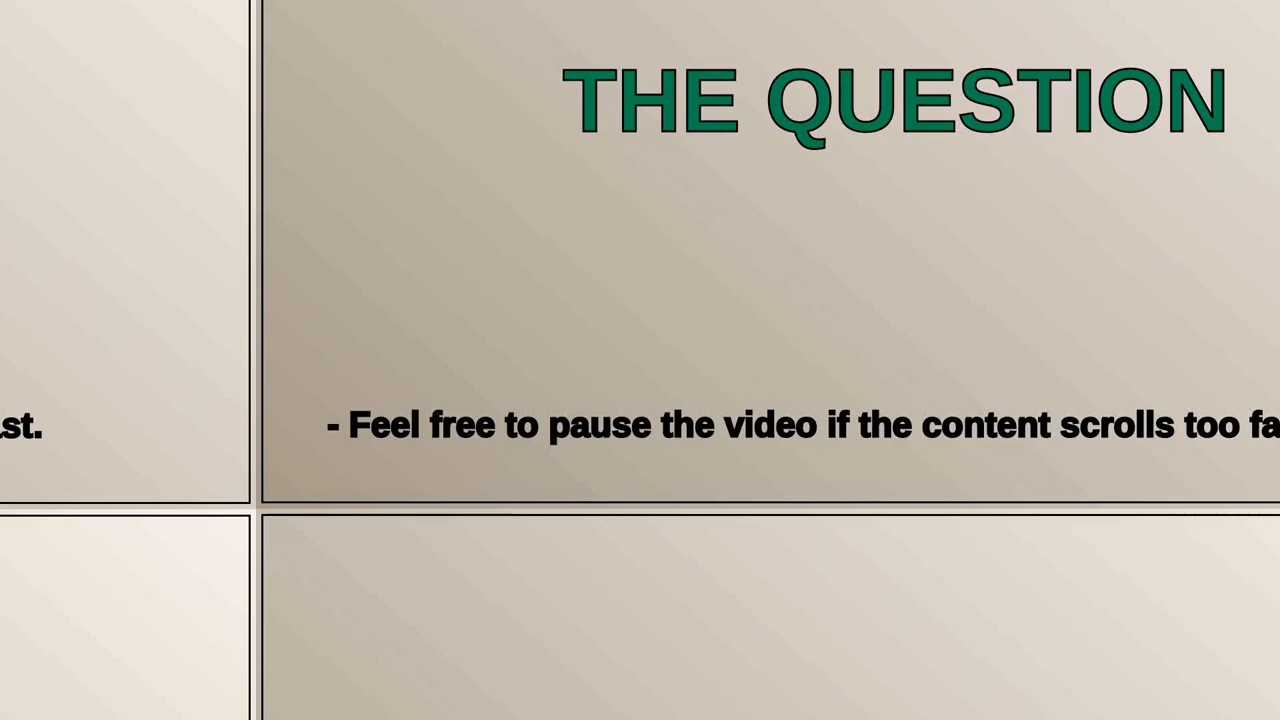 THE QUESTION
st.
- Feel free to pause the video if the content scrolls too fa